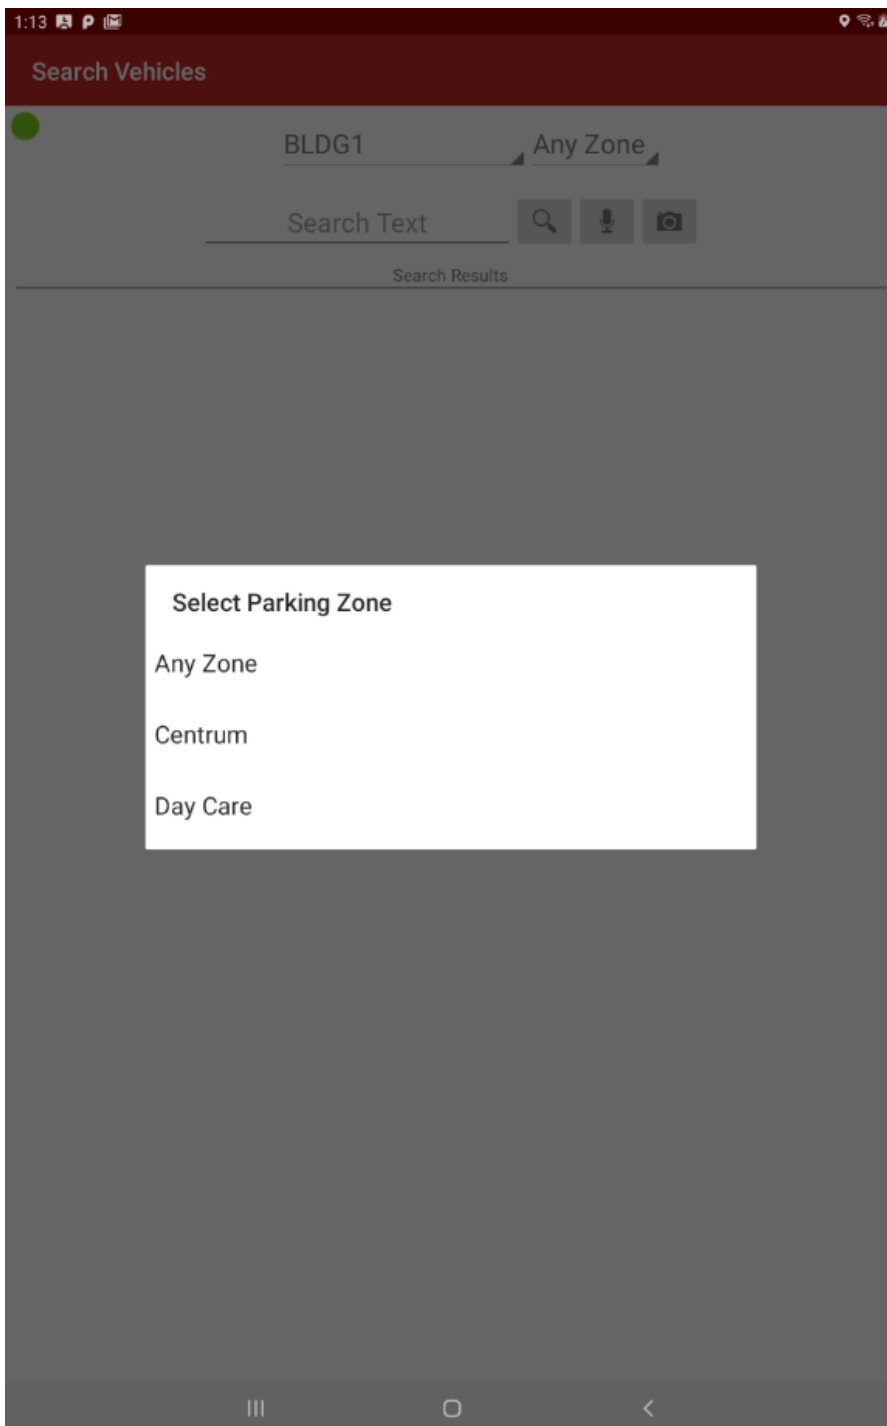 1:13
Search Vehicles
BLDG1 Any Zone
Search Text
Search Results
Select Parking Zone
Any Zone
Centrum
Day Care